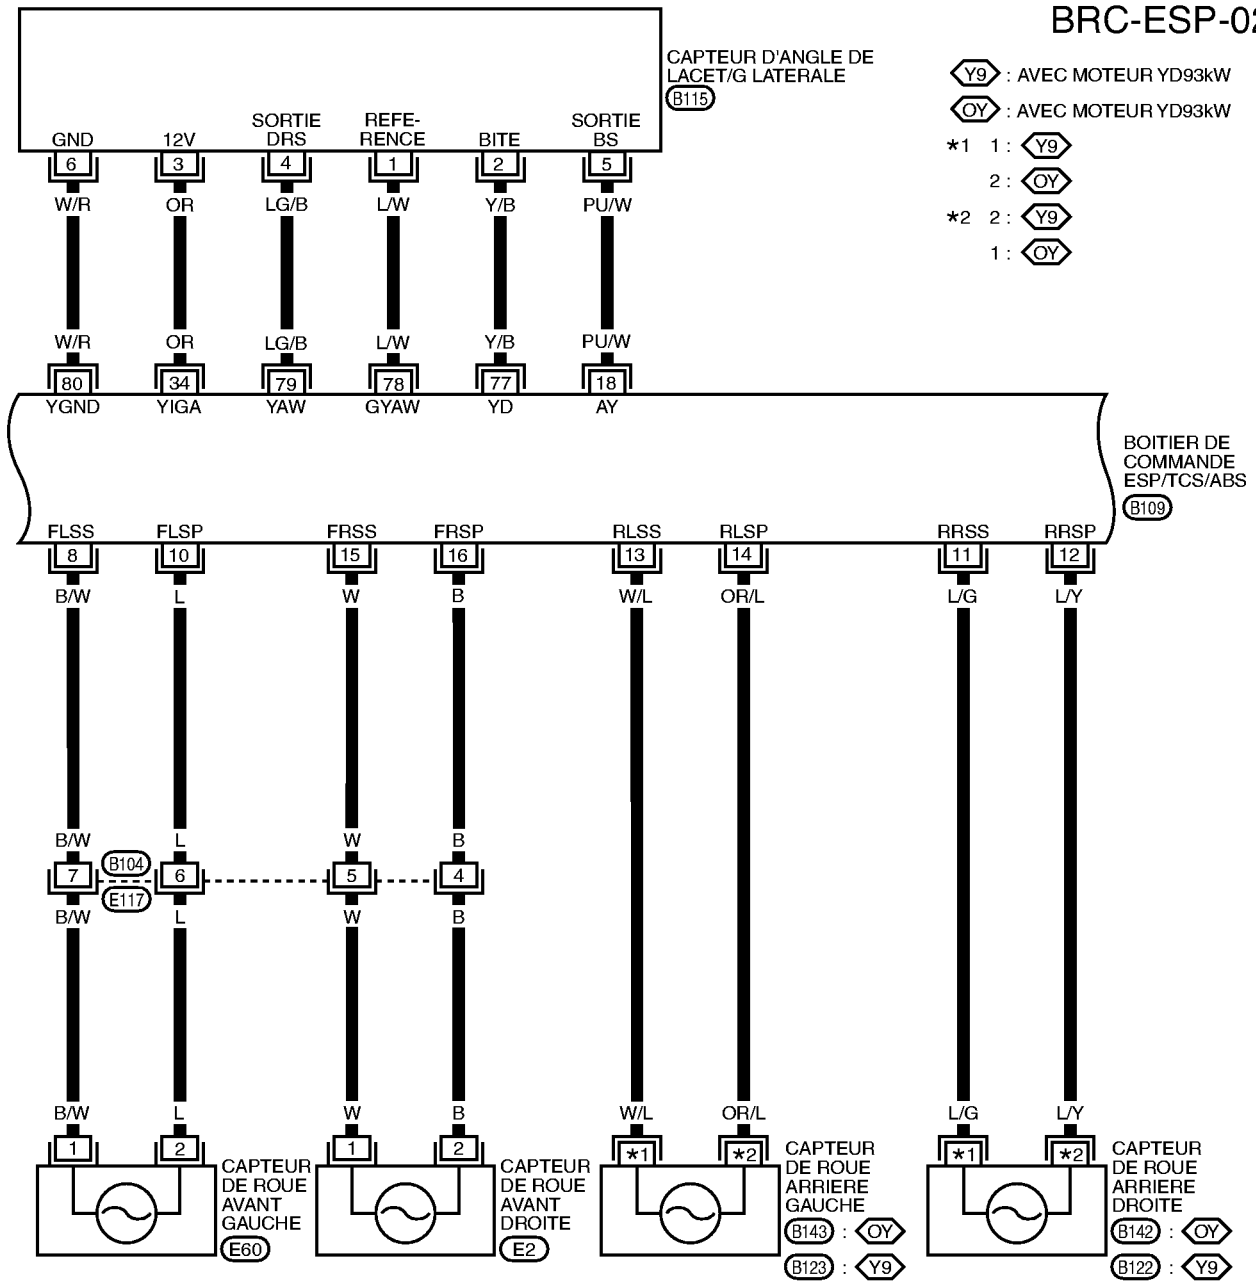 BRC-ESP-02
CAPTEUR D'ANGLE DE
LACET/G LATERALE
B115
Y9 : AVEC MOTEUR YD93kW
OY : AVEC MOTEUR YD93kW
*1 1 : Y9
2 : OY
*2 2 : Y9
1 : OY
GND 12V SORTIE DRS REFE-RENCE BITE SORTIE BS
6 3 4 1 2 5
W/R OR LG/B L/W Y/B PU/W
W/R OR LG/B L/W Y/B PU/W
80 34 79 78 77 18
YGND YIGA YAW GYAW YD AY
BOITIER DE
COMMANDE
ESP/TCS/ABS
B109
FLSS FLSP FRSS FRSP RLSS RLSP RRSS RRSP
8 10 15 16 13 14 11 12
B/W L W B W/L OR/L L/G L/Y
B/W L W B
7 B104 6 5 4
E117
B/W L W B
B/W L W B W/L OR/L L/G L/Y
1 2 1 2 *1 *2 *1 *2
CAPTEUR
DE ROUE
AVANT
GAUCHE
E60
CAPTEUR
DE ROUE
AVANT
DROITE
E2
CAPTEUR
DE ROUE
ARRIERE
GAUCHE
B143 : OY
B123 : Y9
CAPTEUR
DE ROUE
ARRIERE
DROITE
B142 : OY
B122 : Y9